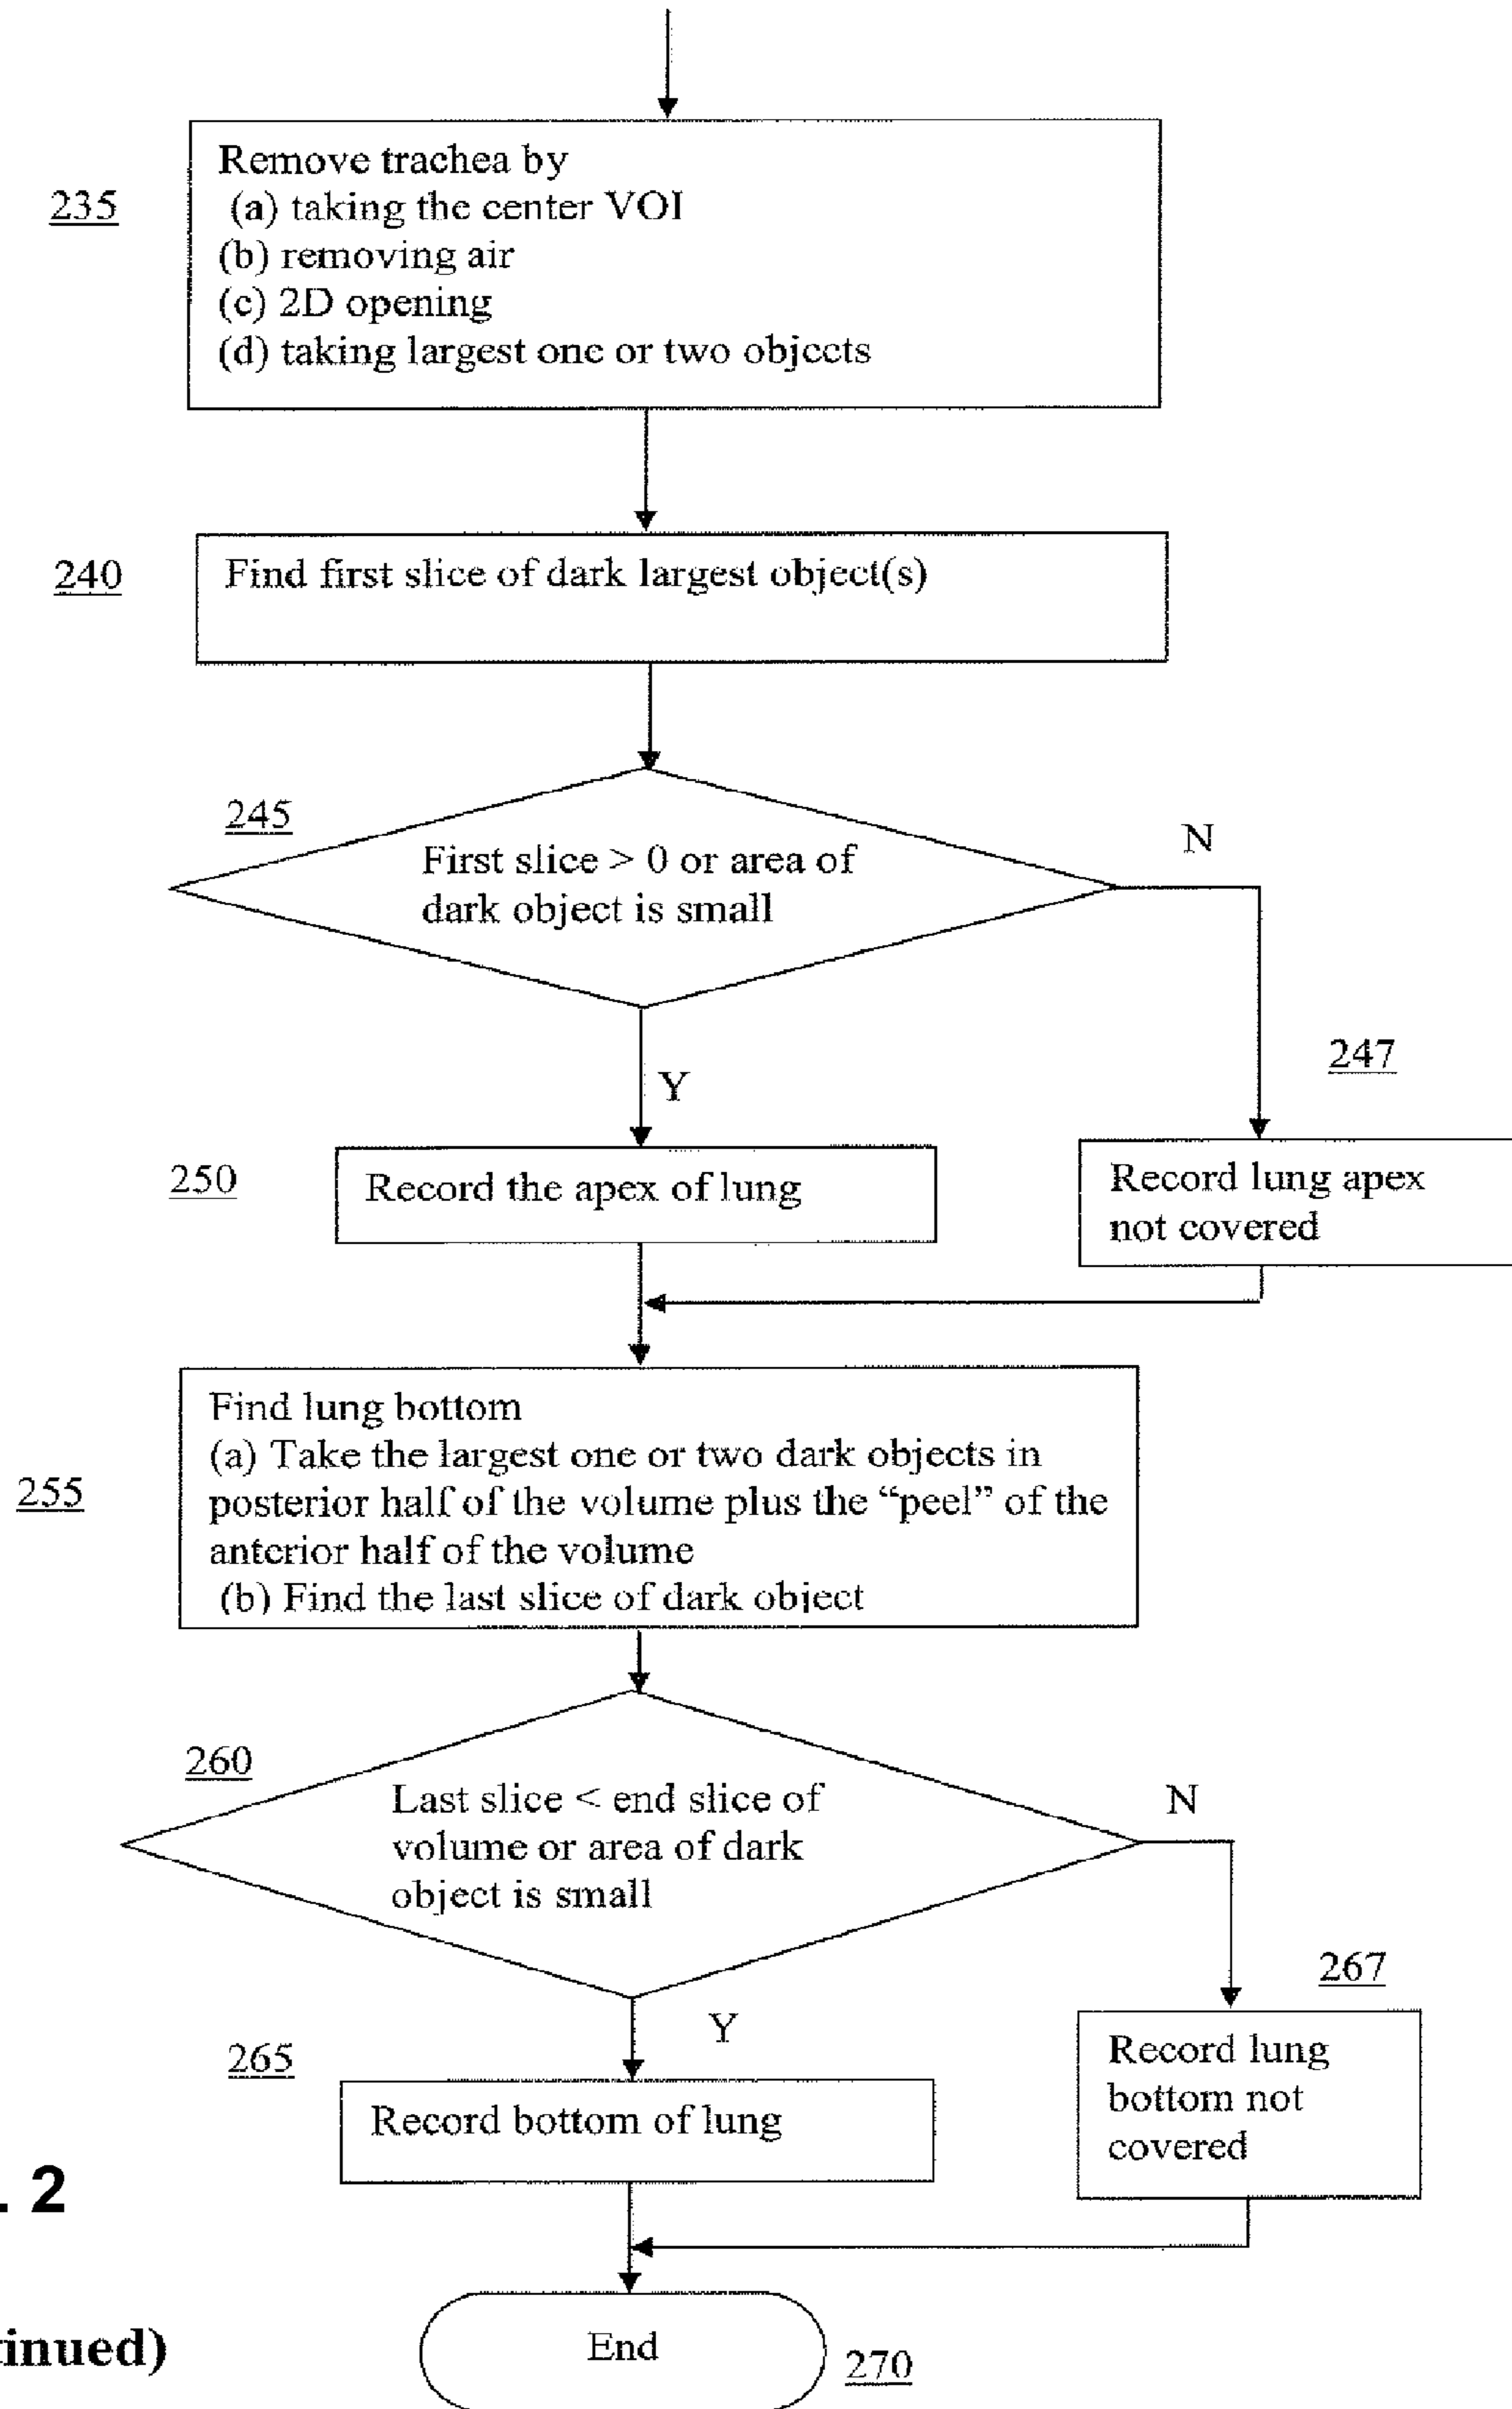 235
Remove trachea by
(a) taking the center VOI
(b) removing air
(c) 2D opening
(d) taking largest one or two objects
240
Find first slice of dark largest object(s)
245
First slice > 0 or area of
dark object is small
N
Y
247
250
Record the apex of lung
Record lung apex
not covered
255
Find lung bottom
(a) Take the largest one or two dark objects in
posterior half of the volume plus the “peel” of the
anterior half of the volume
(b) Find the last slice of dark object
260
Last slice < end slice of
volume or area of dark
object is small
N
Y
267
265
Record bottom of lung
Record lung
bottom not
covered
. 2
End
270
tinued)